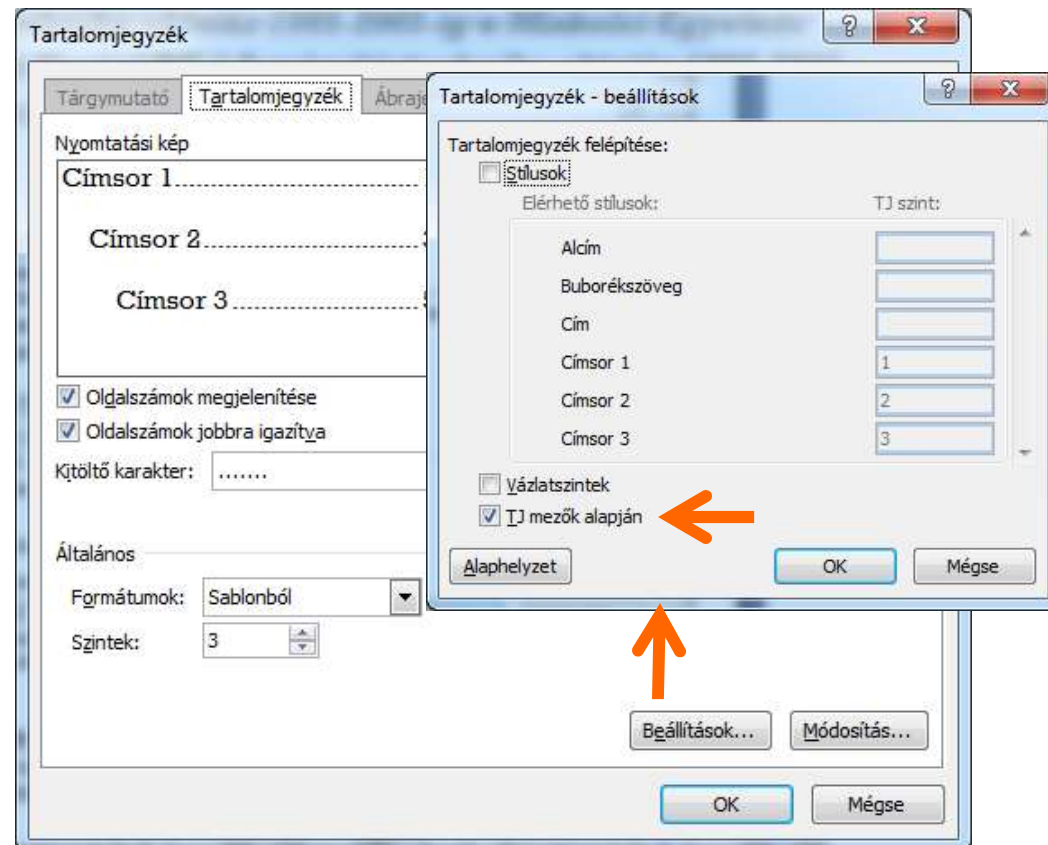 Tartalomjegyzék
Tárgymutató Tartalomjegyzék Ábraje
Nyomtatási kép
Címsor 1
Címsor 2
Címsor 3
Oldalszámok megjelenítése
Oldalszámok jobbra igazítva
Kitöltő karakter: .......
Általános
Formátumok: Sablonból
Szintek: 3
Beállítások... Módosítás...
OK Mégse
Tartalomjegyzék - beállítások
Tartalomjegyzék felépítése:
Stílusok
Elérhető stílusok: TJ szint:
Alcím
Buborékszöveg
Cím
Címsor 1 1
Címsor 2 2
Címsor 3 3
Vázlatszintek
TJ mezők alapján
Alaphelyzet OK Mégse